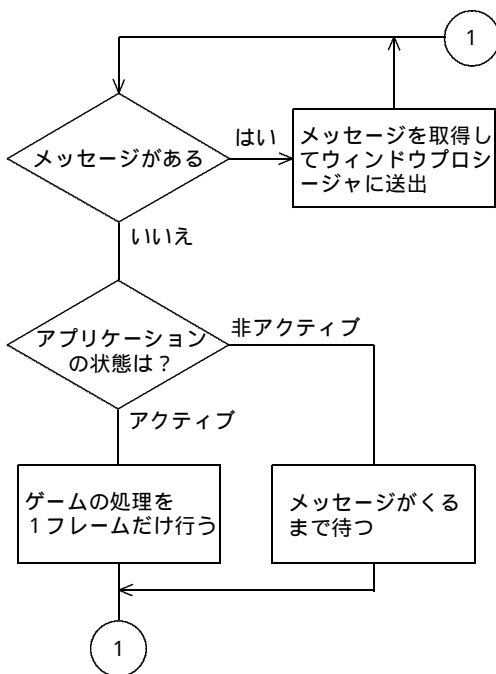 1
メッセージがある
はい
メッセージを取得し
てウィンドウプロシ
ージャに送出
いいえ
アプリケーション
の状態は？
非アクティブ
アクティブ
ゲームの処理を
１フレームだけ行う
メッセージがくる
まで待つ
1